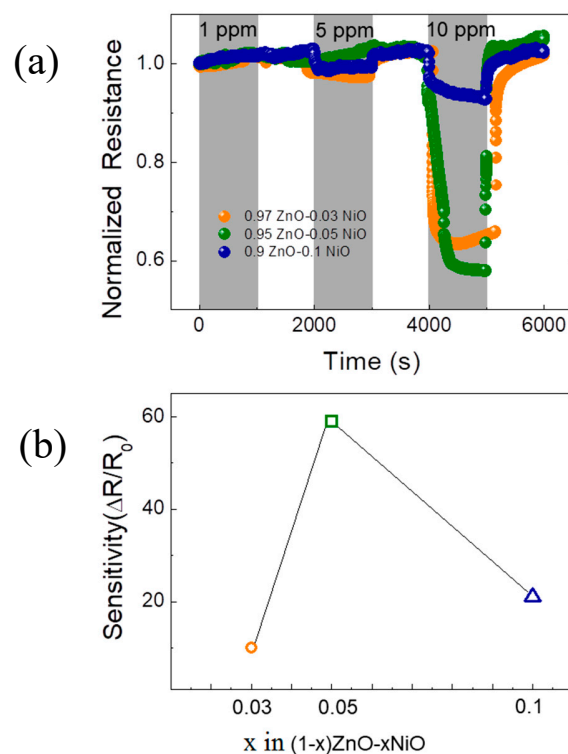 (a)
1 ppm 5 ppm 10 ppm
1.0
0.8
0.6
Normalized Resistance
0.97 ZnO-0.03 NiO
0.95 ZnO-0.05 NiO
0.9 ZnO-0.1 NiO
0 2000 4000 6000
Time (s)
(b)
60
40
20
Sensitivity(ΔR/R0)
0.03 0.05 0.1
x in (1-x)ZnO-xNiO